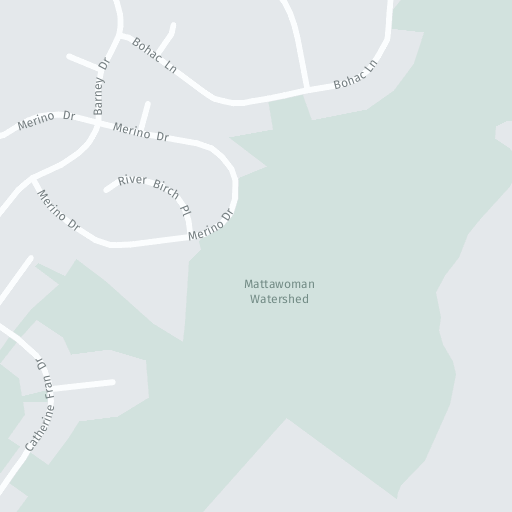 Bohac Ln
Barney Dr
Bohac Ln
Merino Dr
Merino Dr
River Birch Pl
Merino Dr
Merino Dr
Mattawoman
Watershed
Catherine Fran Dr